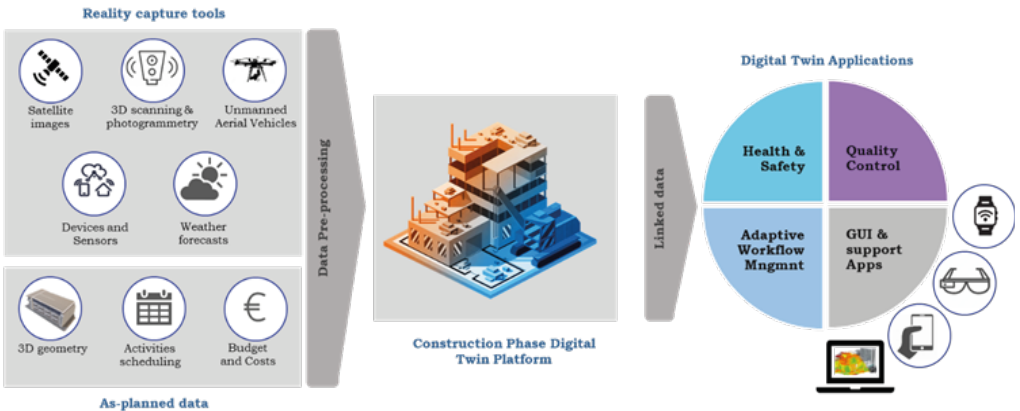 Reality capture tools
Satellite
images
3D scanning &
photogrammetry
Unmanned
Aerial Vehicles
Devices and
Sensors
Weather
forecasts
3D geometry
Activities
scheduling
€
Budget
and Costs
As-planned data
Data Pre-processing
Construction Phase Digital
Twin Platform
Linked data
Digital Twin Applications
Health &
Safety
Quality
Control
Adaptive
Workflow
Mngmnt
GUI &
support
Apps